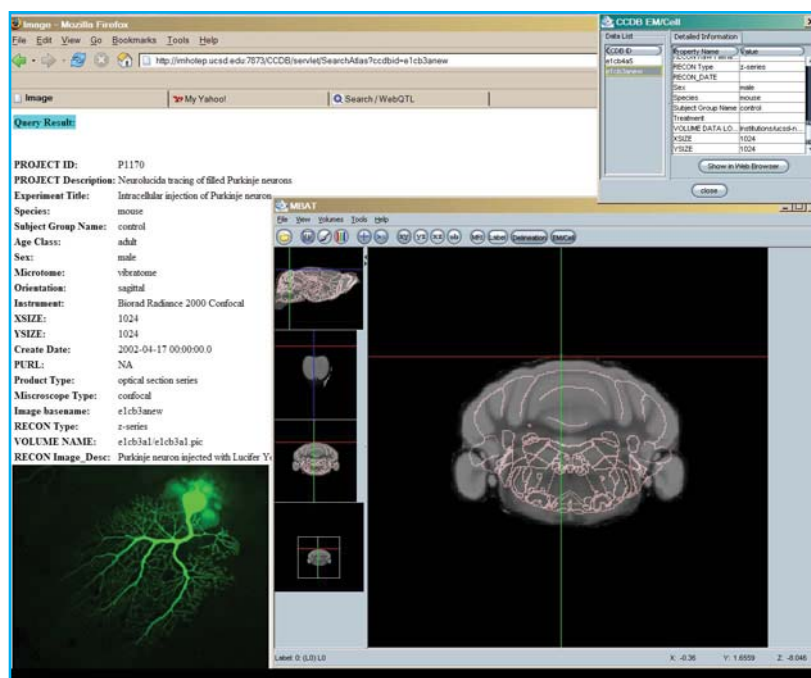 Image - Mozilla Firefox
File Edit View Go Bookmarks Tools Help
http://imhotep.ucsd.edu:7873/CCDB/servlet/SearchAtlas?ccdbid=e1cb3anew
Image My Yahoo! Search / WebQTL
Query Result:
PROJECT ID: P1170
PROJECT Description: Neurolucida tracing of filled Purkinje neurons
Experiment Title: Intracellular injection of Purkinje neuron
Species: mouse
Subject Group Name: control
Age Class: adult
Sex: male
Microtome: vibratome
Orientation: sagittal
Instrument: Biorad Radiance 2000 Confocal
XSIZE: 1024
YSIZE: 1024
Create Date: 2002-04-17 00:00:00.0
PURL: NA
Product Type: optical section series
Miscroscope Type: confocal
Image basename: e1cb3anew
RECON Type: z-series
VOLUME NAME: e1cb3a1/e1cb3a1.pic
RECON Image_Desc: Purkinje neuron injected with Lucifer
CCDB EM/Cell
Data List Detailed Information
CCDB ID Property Name Value
e1cb4a5
e1cb3anew
RECON Type z-series
RECON_DATE
Sex male
Species mouse
Subject Group Name control
Treatment
VOLUME DATA LO...
XSIZE 1024
YSIZE 1024
Show in Web Browser
close
MBAT
File View Volumes Tools Help
Label Delineation EM/Cell
Label: 0: (L0) L0 X: -0.36 Y: 1.6559 Z: -8.046